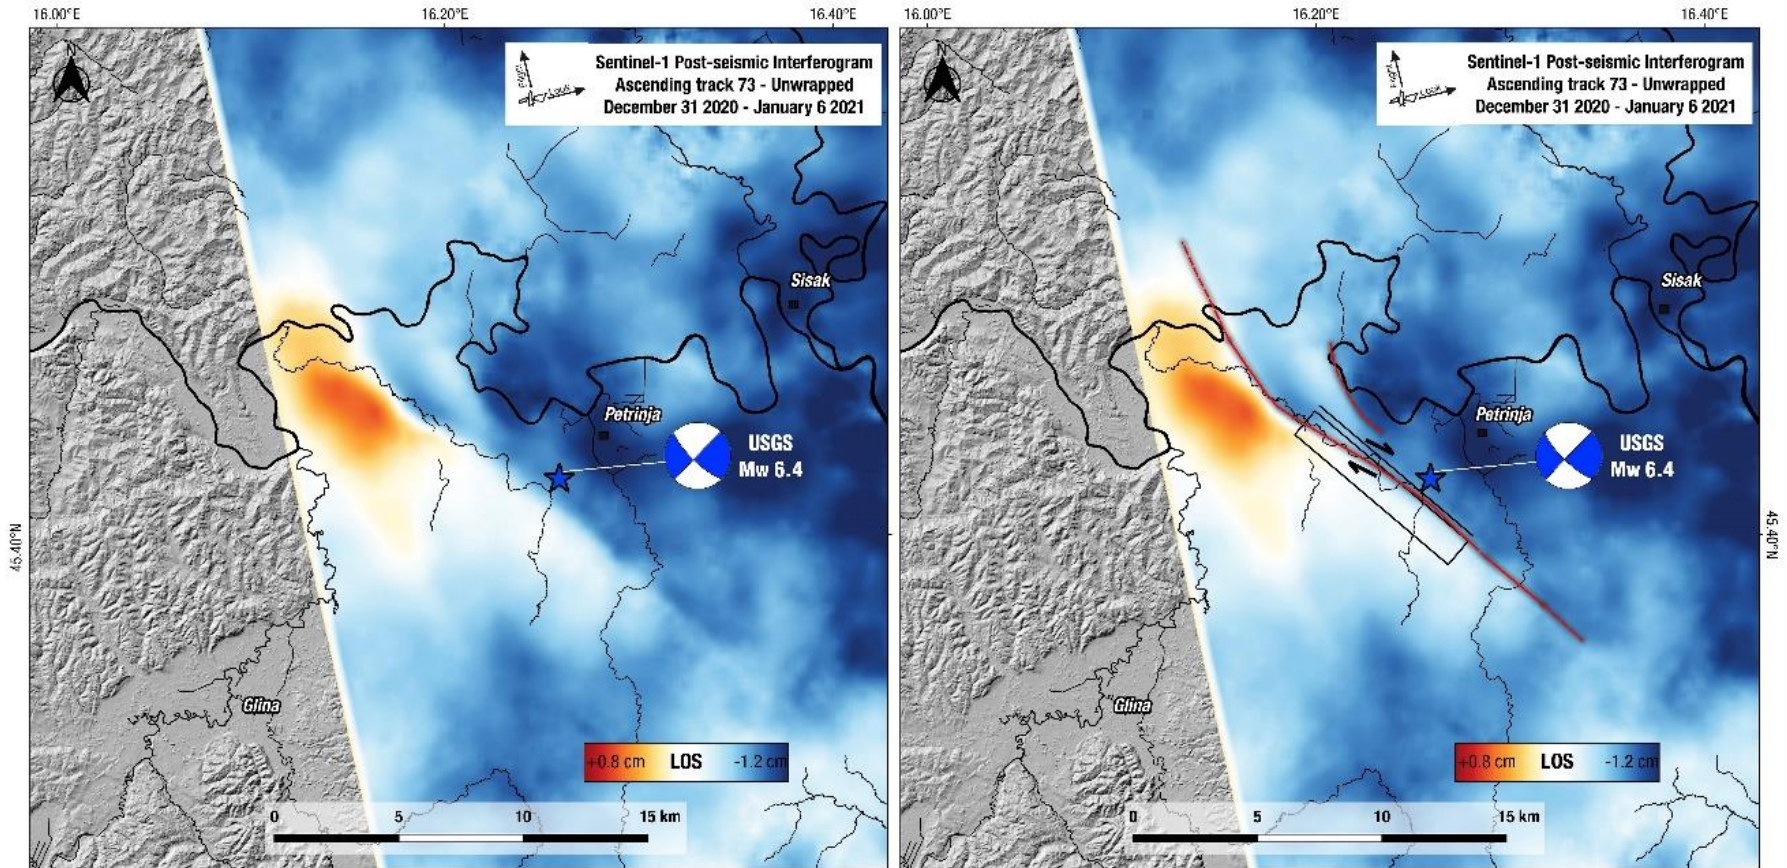 16.00°E 16.20°E 16.40°E
N
Flight
Look
Sentinel-1 Post-seismic Interferogram
Ascending track 73 - Unwrapped
December 31 2020 - January 6 2021
Sisak
Petrinja
USGS
Mw 6.4
45.40°N
Glina
+0.8 cm LOS -1.2 cm
0 5 10 15 km
16.00°E 16.20°E 16.40°E
N
Flight
Look
Sentinel-1 Post-seismic Interferogram
Ascending track 73 - Unwrapped
December 31 2020 - January 6 2021
Sisak
Petrinja
USGS
Mw 6.4
45.40°N
Glina
+0.8 cm LOS -1.2 cm
0 5 10 15 km